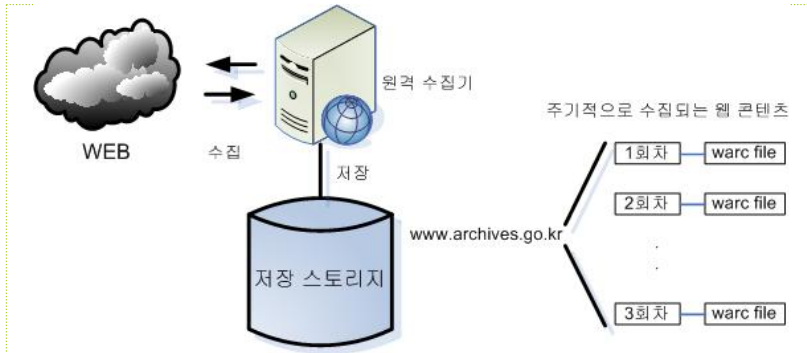 원격 수집기
주기적으로 수집되는 웹 콘텐츠
WEB
수집
저장
1회차 warc file
2회차 warc file
www.archives.go.kr
.
.
저장 스토리지
3회차 warc file